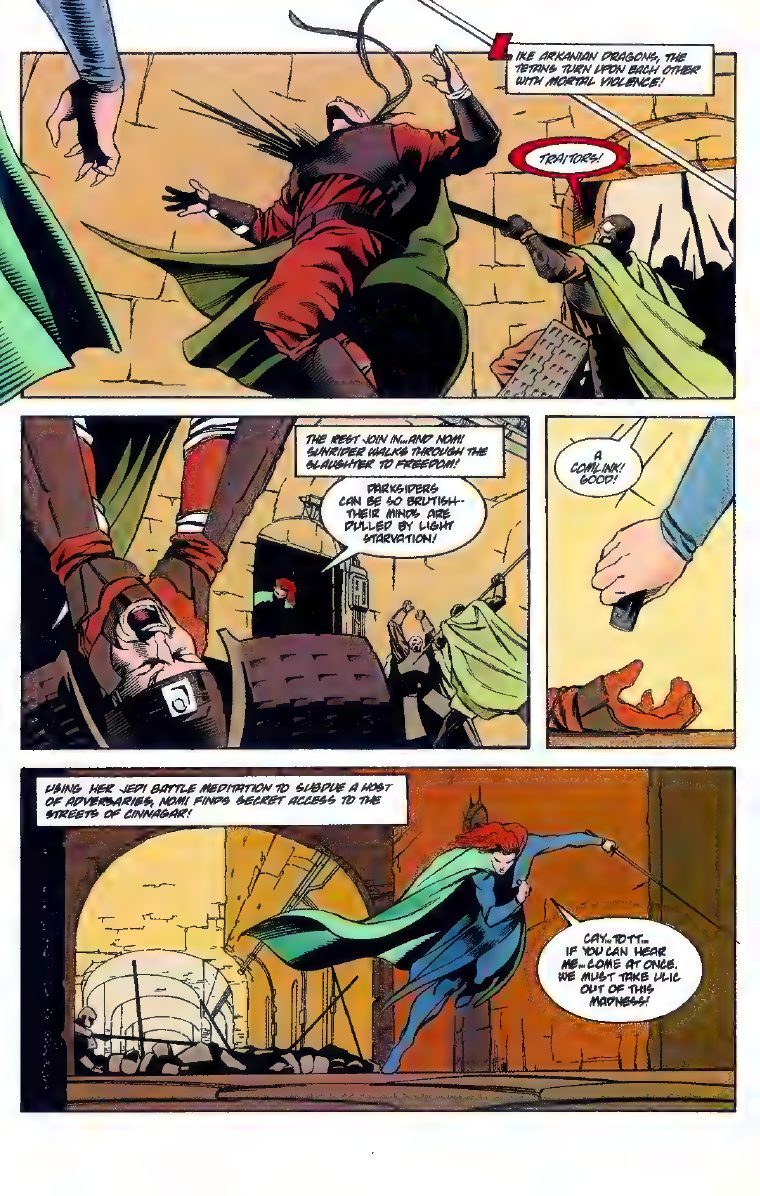 LIKE ARKANIAN DRAGONS, THE
TETANS TURN UPON EACH OTHER
WITH MORTAL VIOLENCE!
TRAITORS!
THE REST JOIN IN...AND NOMI
SUNRIDER WALKS THROUGH THE
SLAUGHTER TO FREEDOM!
DARKSIDERS
CAN BE SO BRUTISH--
THEIR MINDS ARE
DULLED BY LIGHT
STARVATION!
A
COMLINK!
GOOD!
USING HER JEDI BATTLE MEDITATION TO SUBDUE A HOST
OF ADVERSARIES, NOMI FINDS SECRET ACCESS TO THE
STREETS OF CINNAGAR!
CAY...TOTT...
IF YOU CAN HEAR
ME...COME AT ONCE.
WE MUST TAKE ULIC
OUT OF THIS
MADNESS!